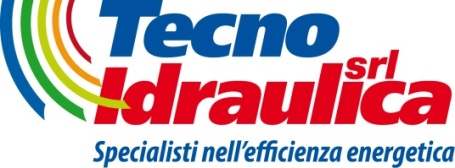 Tecno
Idraulica srl
Specialisti nell'efficienza energetica